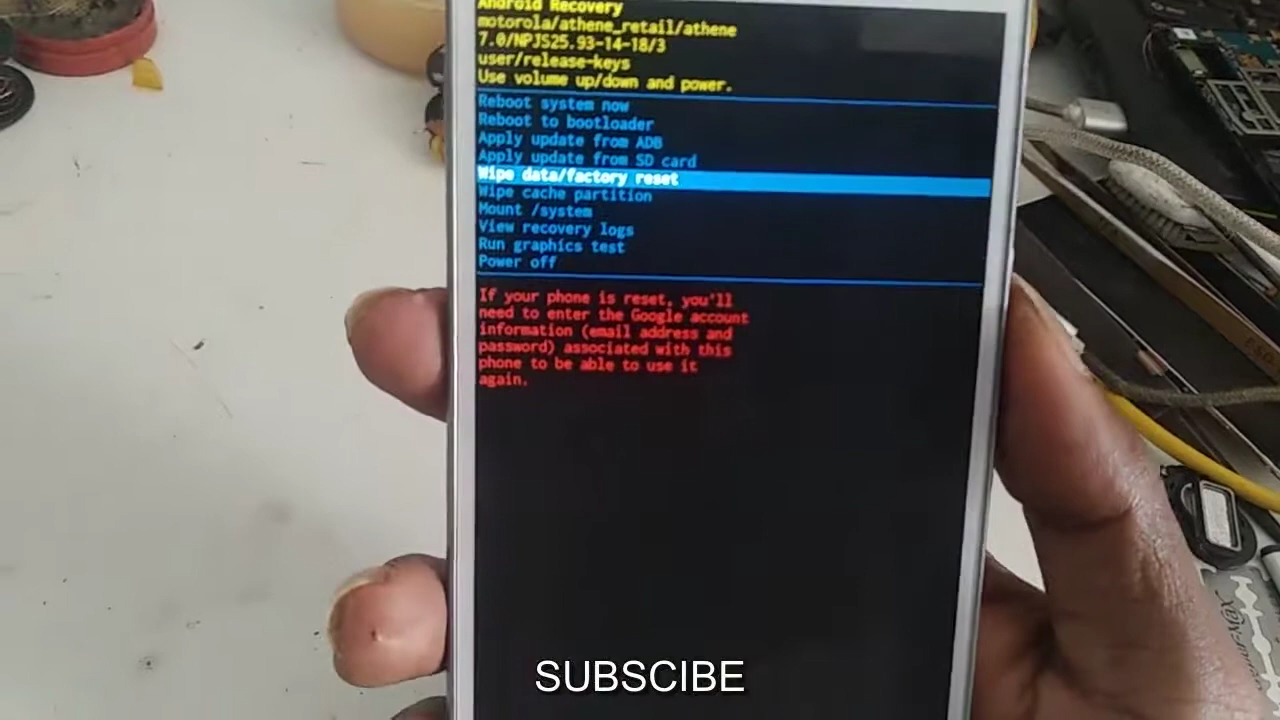 Android Recovery
motorola/athene_retail/athene
7.0/NPJS25.93-14-18/3
user/release-keys
Use volume up/down and power.
Reboot system now
Reboot to bootloader
Apply update from ADB
Apply update from SD card
Wipe data/factory reset
Wipe cache partition
Mount /system
View recovery logs
Run graphics test
Power off
If your phone is reset, you'll
need to enter the Google account
information (email address and
password) associated with this
phone to be able to use it
again.
SUBSCIBE